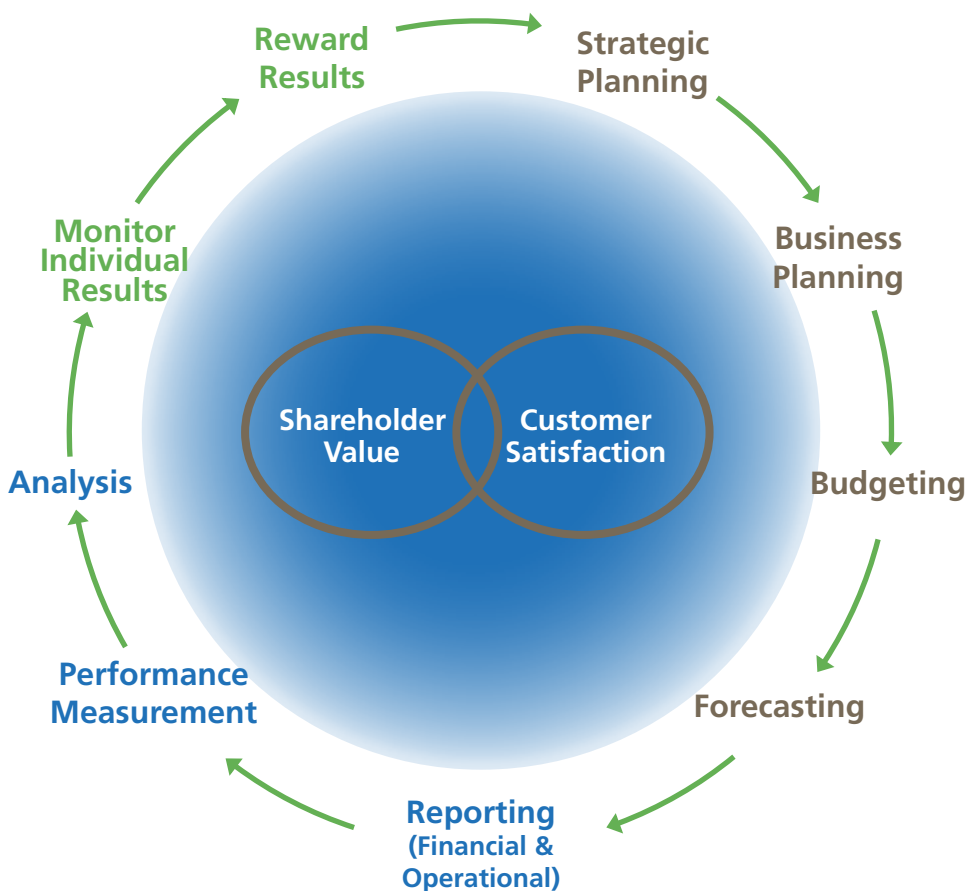 Reward
Results
Strategic
Planning
Business
Planning
Budgeting
Forecasting
Reporting
(Financial &
Operational)
Performance
Measurement
Analysis
Monitor
Individual
Results
Shareholder
Value
Customer
Satisfaction